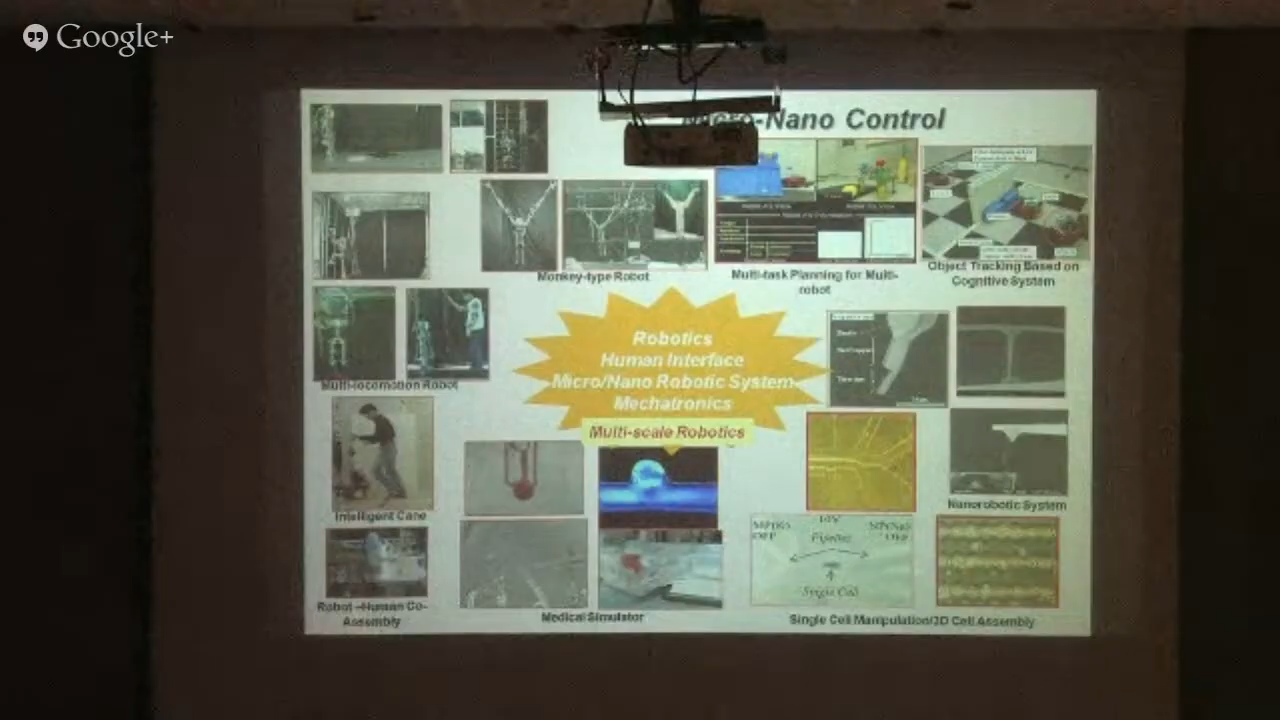 Google+
Micro-Nano Control
Monkey-type Robot
Multi-task Planning for Multi-
robot
Object Tracking Based on
Cognitive System
Robotics
Human Interface
Micro/Nano Robotic System
Mechatronics
Multi-scale Robotics
Multi-locomotion Robot
Intelligent Cane
Nanorobotic System
Pipette
Single Cell
Robot -Human Co-
Assembly
Medical Simulator
Single Cell Manipulation/3D Cell Assembly